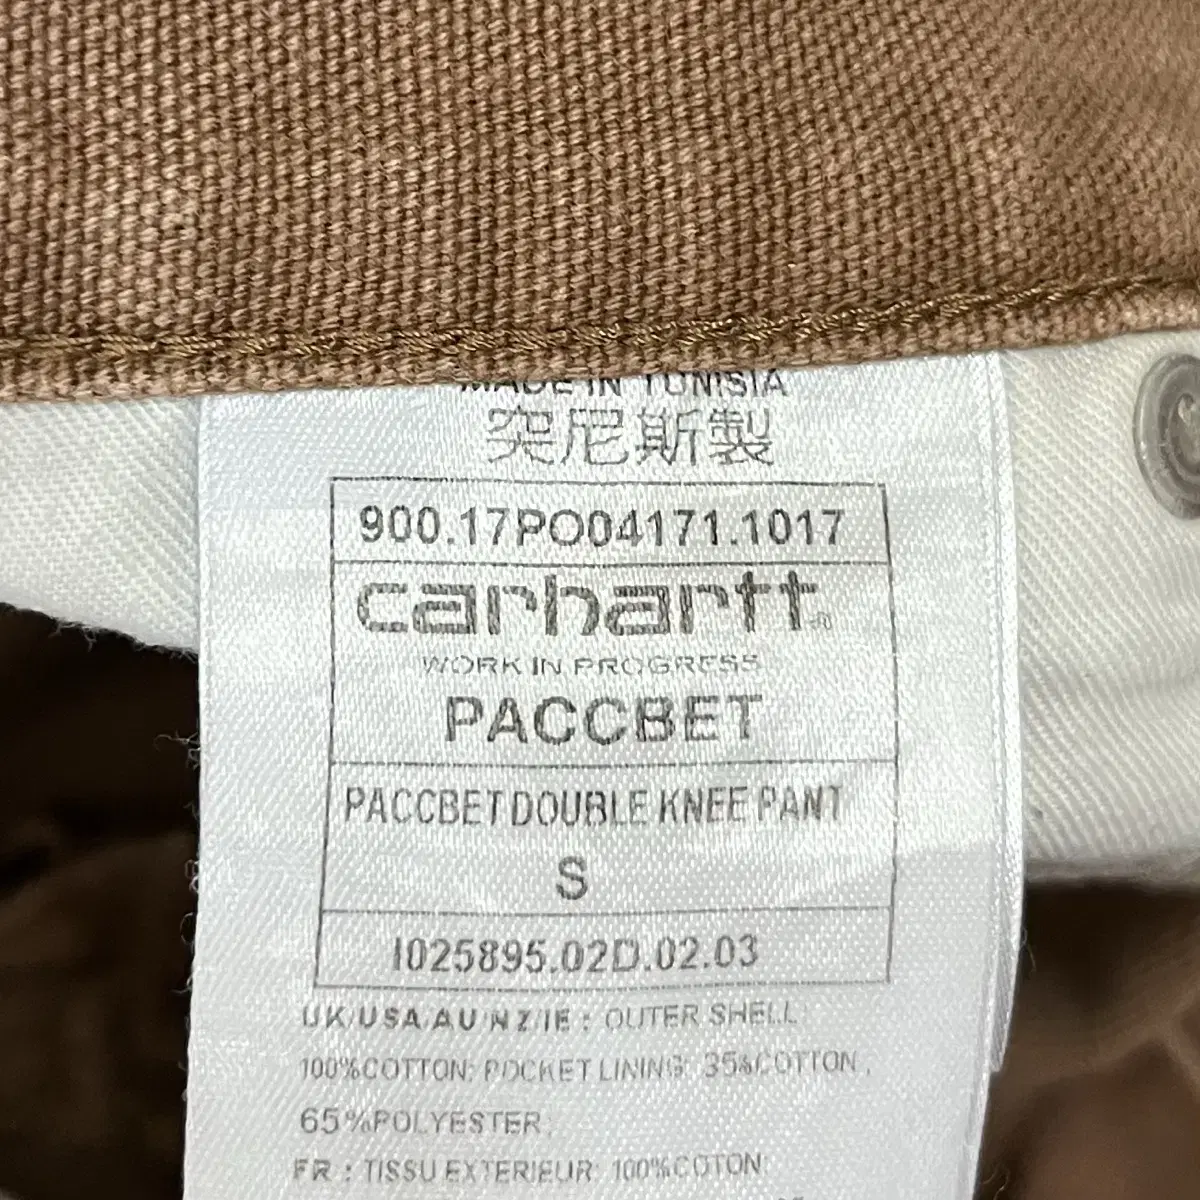 MADE IN TUNISIA
突尼斯製
900.17PO04171.1017
carhartt®
WORK IN PROGRESS
PACCBET
PACCBET DOUBLE KNEE PANT
S
I025895.02D.02.03
UK/USA/AU/NZ/IE : OUTER SHELL:
100%COTTON; POCKET LINING: 35%COTTON,
65%POLYESTER;
FR : TISSU EXTERIEUR: 100%COTON;